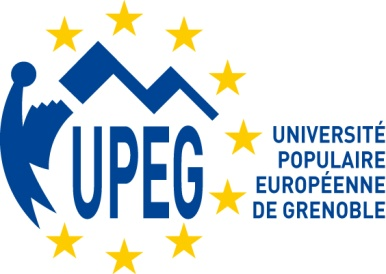 UPEG
UNIVERSITÉ
POPULAIRE
EUROPÉENNE
DE GRENOBLE